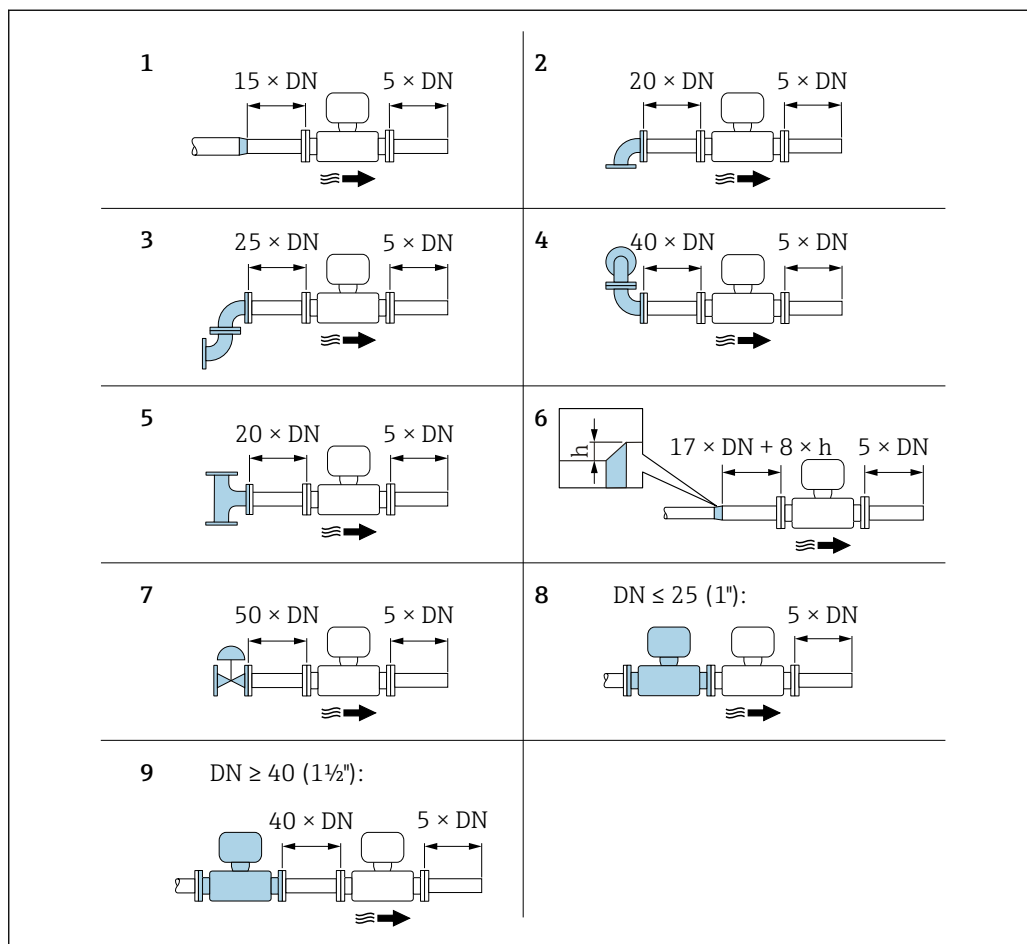 1
15 × DN 5 × DN
2
20 × DN 5 × DN
3
25 × DN 5 × DN
4
40 × DN 5 × DN
5
20 × DN 5 × DN
6
h
17 × DN + 8 × h 5 × DN
7
50 × DN 5 × DN
8 DN ≤ 25 (1"):
5 × DN
9 DN ≥ 40 (1½"):
40 × DN 5 × DN